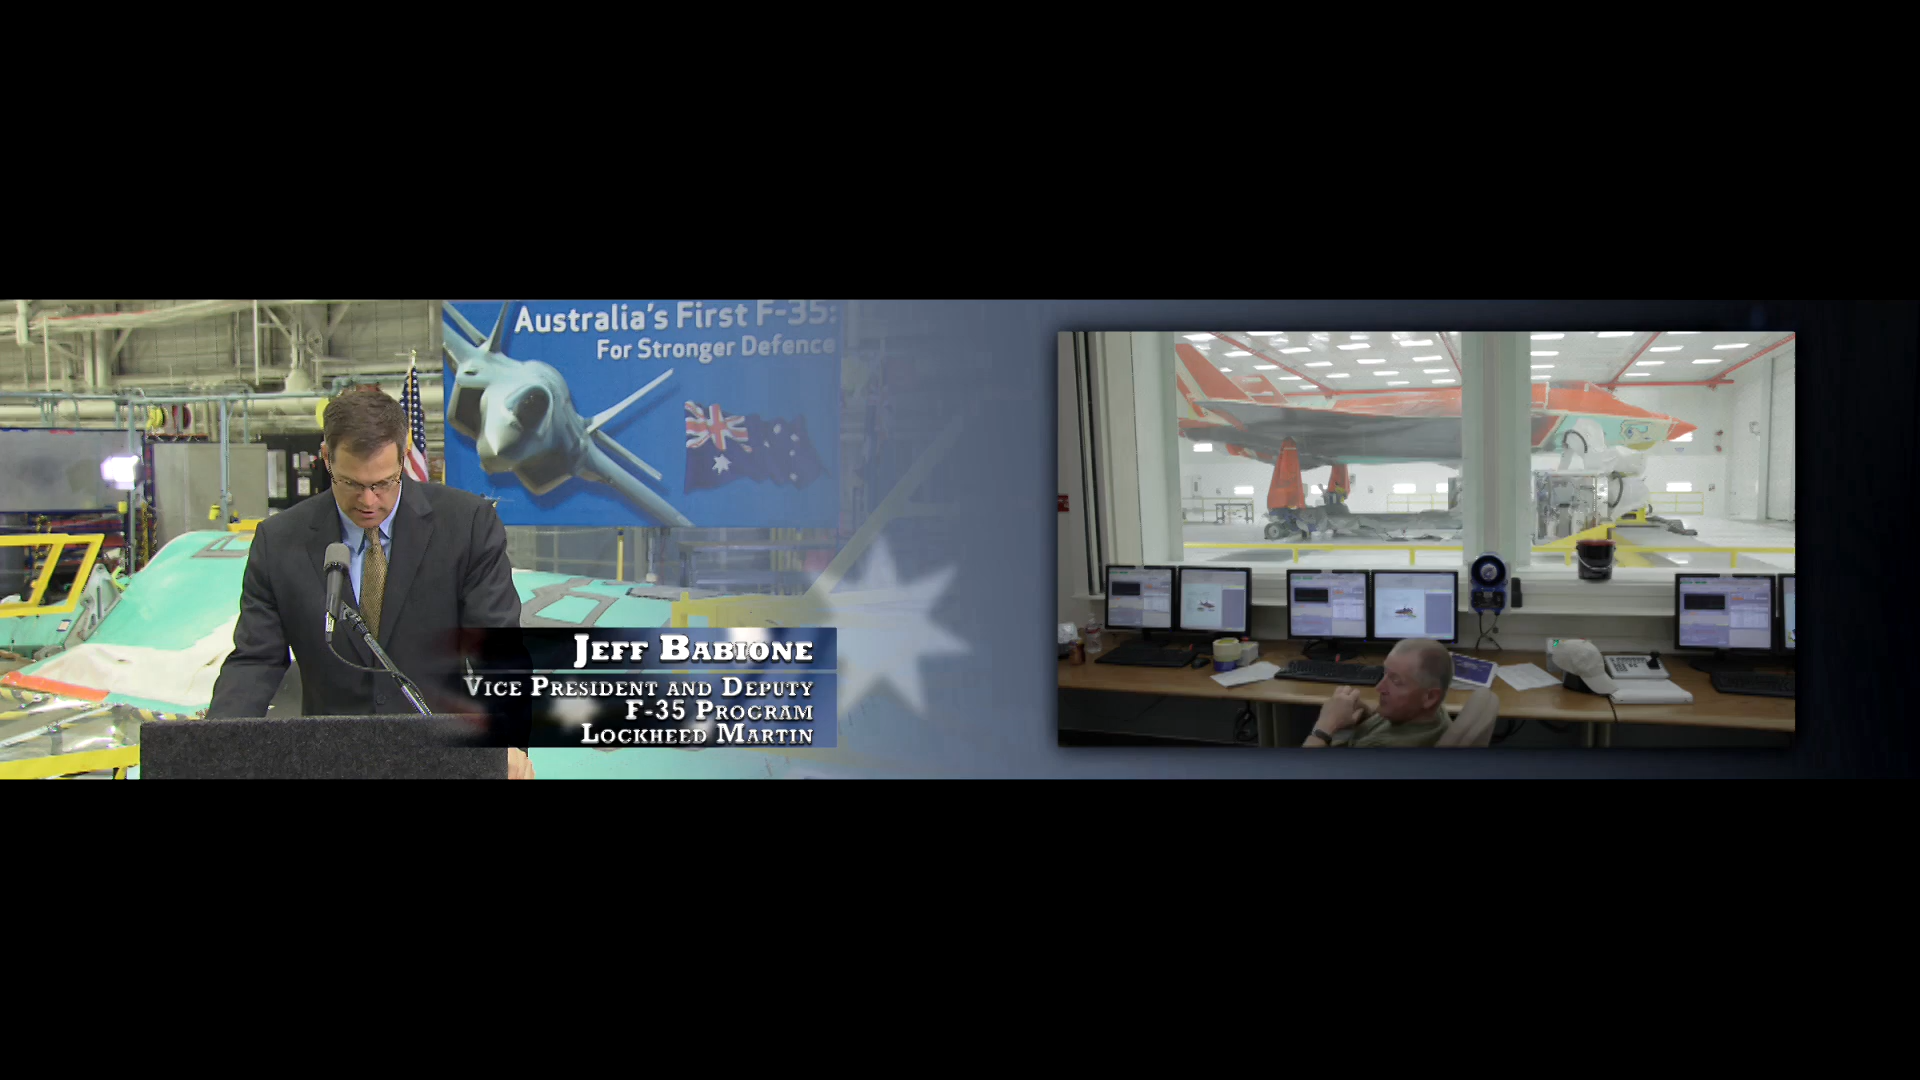 Australia's First F-35:
For Stronger Defence
Jeff Babione
Vice President and Deputy
F-35 Program
Lockheed Martin